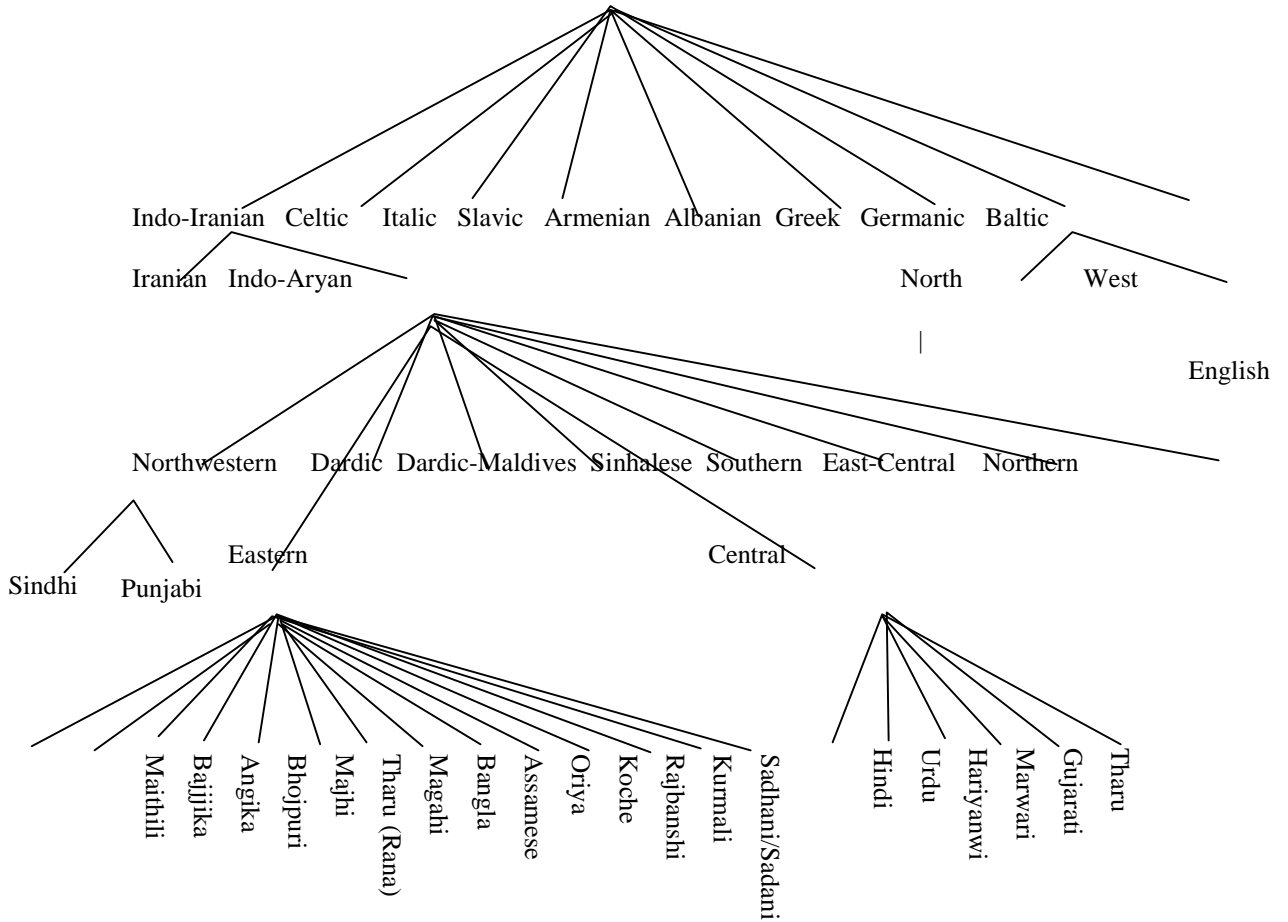 Indo-Iranian Celtic Italic Slavic Armenian Albanian Greek Germanic Baltic
Iranian Indo-Aryan North West
|
English
Northwestern Dardic Dardic-Maldives Sinhalese Southern East-Central Northern
Eastern Central
Sindhi Punjabi
Maithili
Bajjjika
Angika
Bhojpuri
Majhi
Tharu (Rana)
Magahi
Bangla
Assamese
Oriya
Koche
Rajbanshi
Kurmali
Sadhani/Sadani
Hindi
Urdu
Hariyanwi
Marwari
Gujarati
Tharu